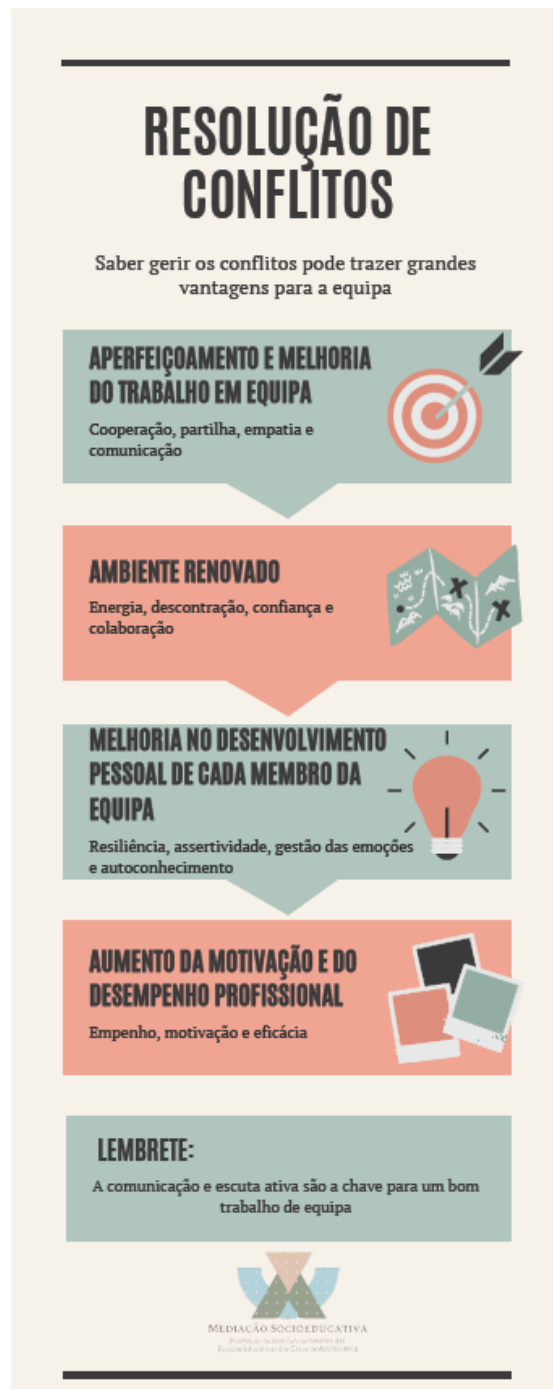 RESOLUÇÃO DE
CONFLITOS
Saber gerir os conflitos pode trazer grandes
vantagens para a equipa
APERFEIÇOAMENTO E MELHORIA
DO TRABALHO EM EQUIPA
Cooperação, partilha, empatia e
comunicação
AMBIENTE RENOVADO
Energia, descontração, confiança e
colaboração
MELHORIA NO DESENVOLVIMENTO
PESSOAL DE CADA MEMBRO DA
EQUIPA
Resiliência, assertividade, gestão das emoções
e autoconhecimento
AUMENTO DA MOTIVAÇÃO E DO
DESEMPENHO PROFISSIONAL
Empenho, motivação e eficácia
LEMBRETE:
A comunicação e escuta ativa são a chave para um bom
trabalho de equipa
MEDIAÇÃO SOCIOEDUCATIVA